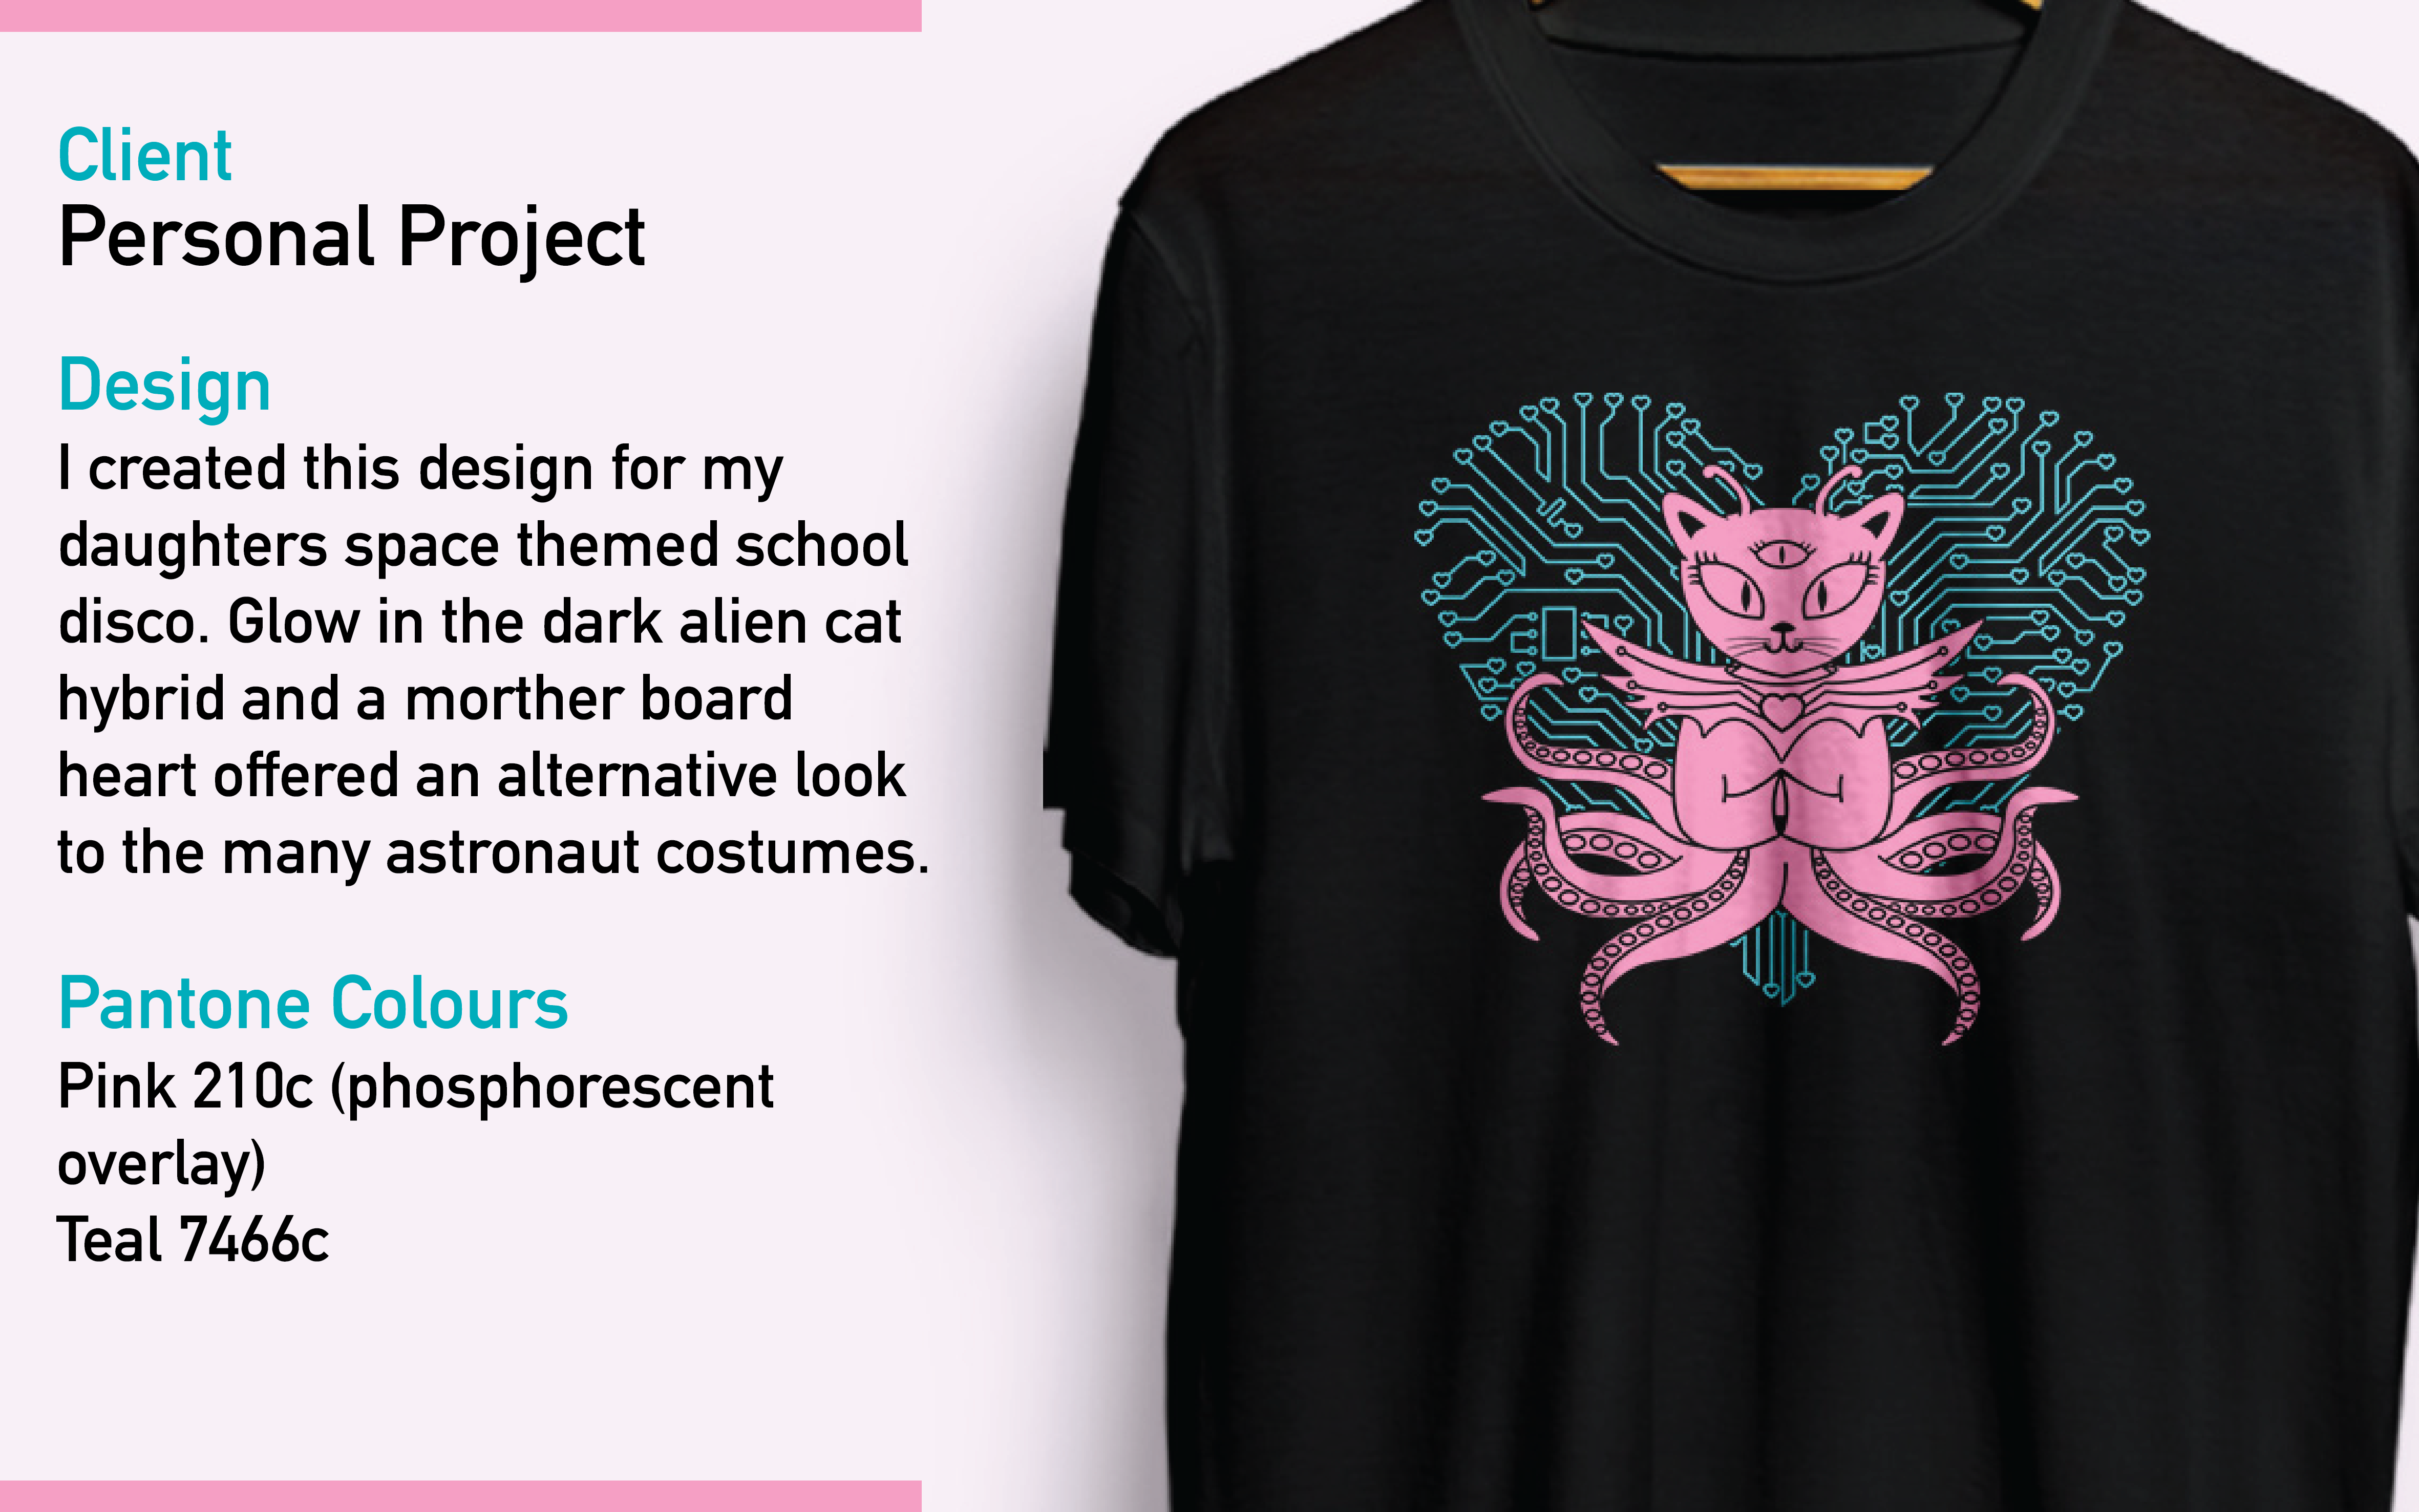 Client
Personal Project
Design
I created this design for my
daughters space themed school
disco. Glow in the dark alien cat
hybrid and a morther board
heart offered an alternative look
to the many astronaut costumes.
Pantone Colours
Pink 210c (phosphorescent
overlay)
Teal 7466c